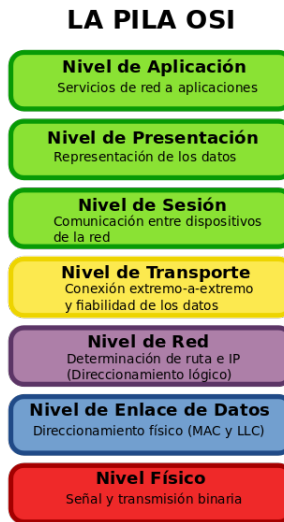 LA PILA OSI
Nivel de Aplicación
Servicios de red a aplicaciones
Nivel de Presentación
Representación de los datos
Nivel de Sesión
Comunicación entre dispositivos
de la red
Nivel de Transporte
Conexión extremo-a-extremo
y fiabilidad de los datos
Nivel de Red
Determinación de ruta e IP
(Direccionamiento lógico)
Nivel de Enlace de Datos
Direccionamiento físico (MAC y LLC)
Nivel Físico
Señal y transmisión binaria